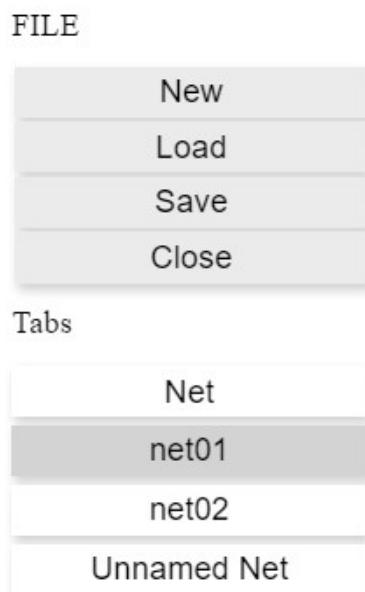 FILE
New
Load
Save
Close
Tabs
Net
net01
net02
Unnamed Net